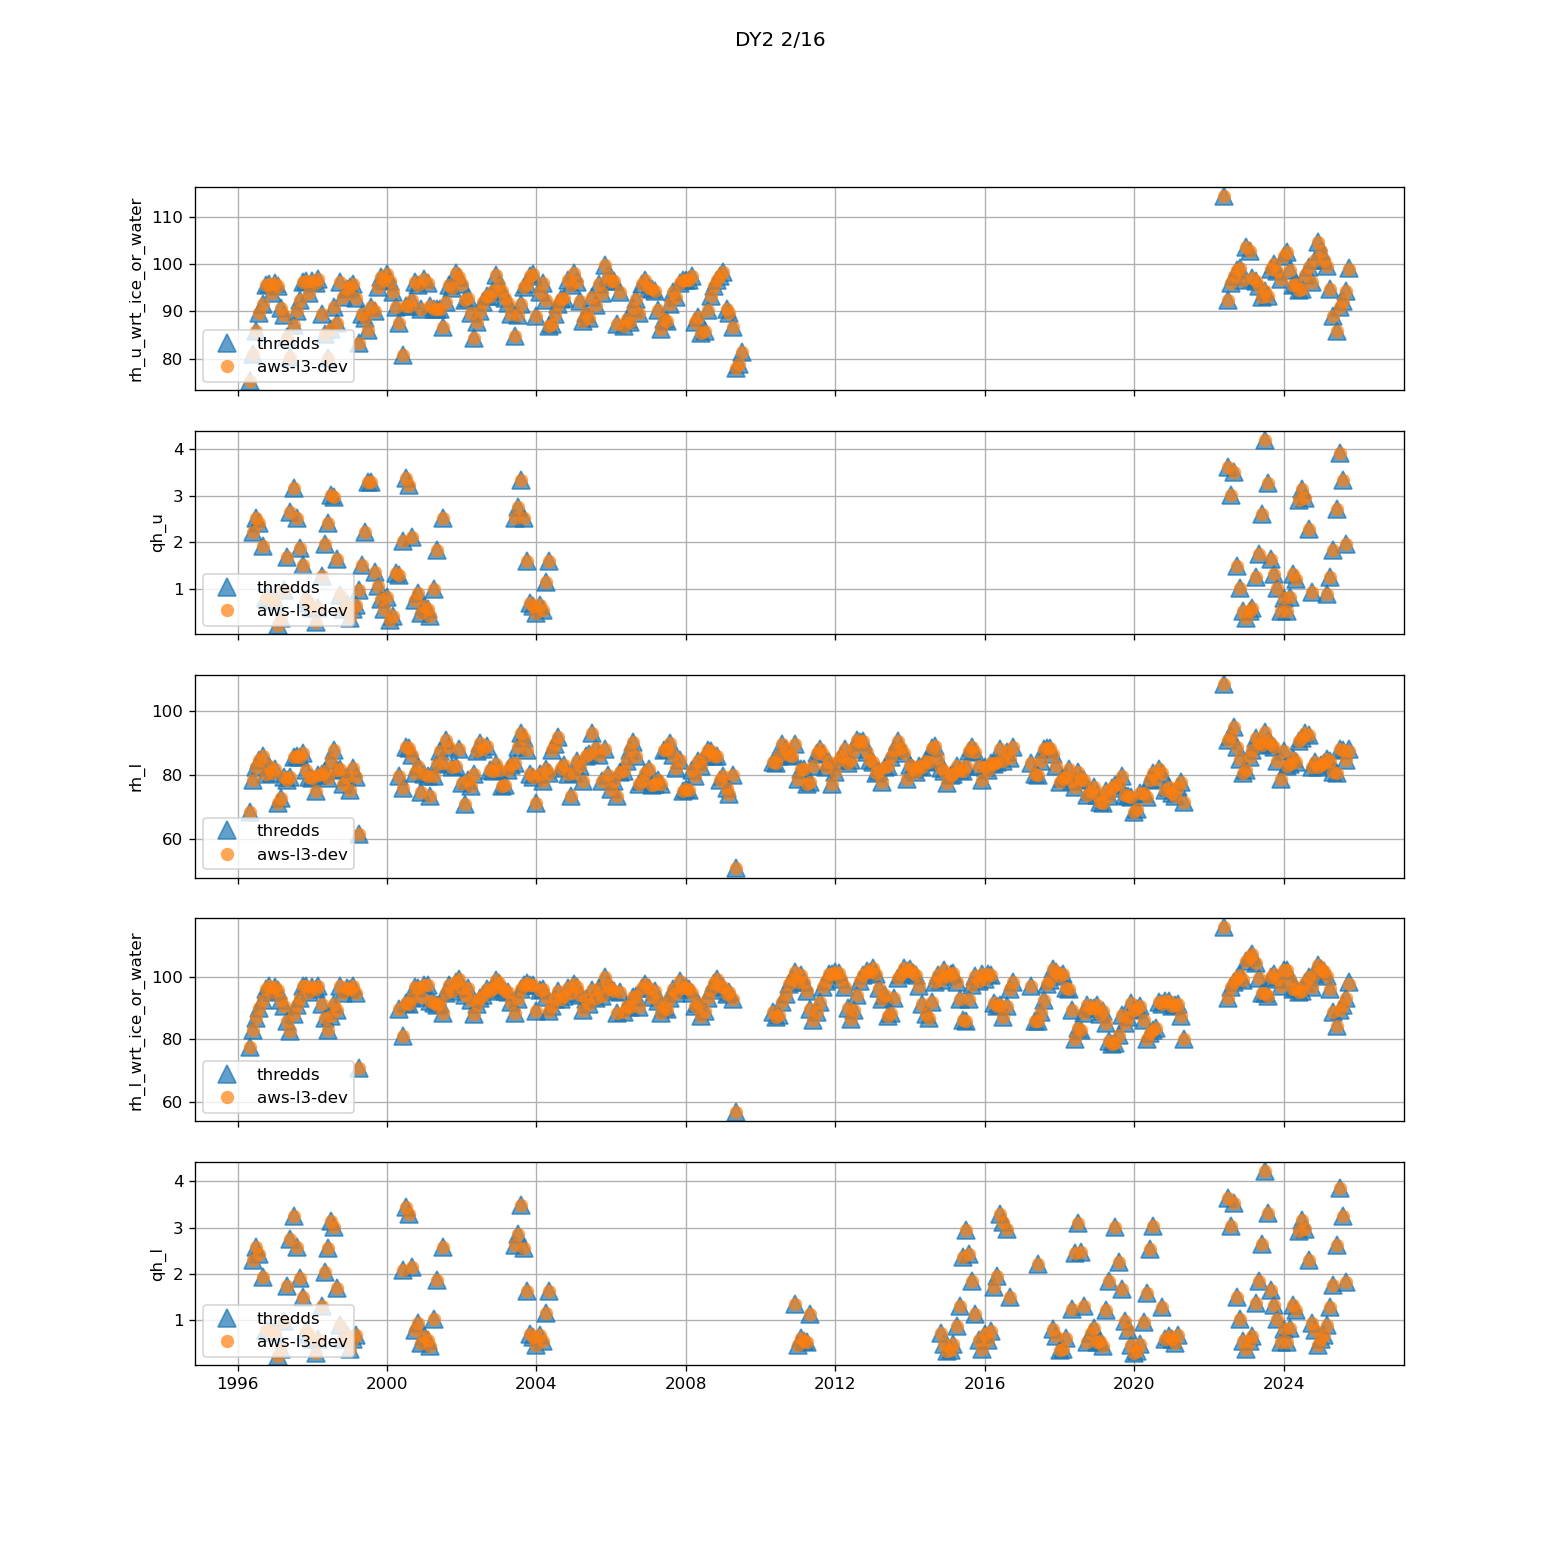 DY2 2/16
rh_u_wrt_ice_or_water
110
100
90
80
thredds
aws-l3-dev
qh_u
4
3
2
1
thredds
aws-l3-dev
rh_l
100
80
60
thredds
aws-l3-dev
rh_l_wrt_ice_or_water
100
80
60
thredds
aws-l3-dev
qh_l
4
3
2
1
thredds
aws-l3-dev
1996 2000 2004 2008 2012 2016 2020 2024